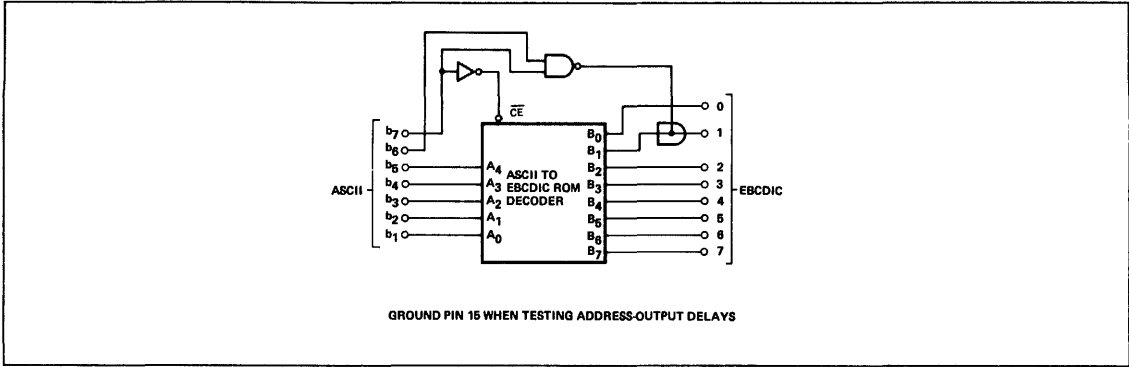 CE
b7
b6
b5
b4
b3
b2
b1
ASCII
A4
A3
A2
A1
A0
ASCII TO
EBCDIC ROM
DECODER
B0
B1
B2
B3
B4
B5
B6
B7
0
1
2
3
4
5
6
7
EBCDIC
GROUND PIN 15 WHEN TESTING ADDRESS-OUTPUT DELAYS